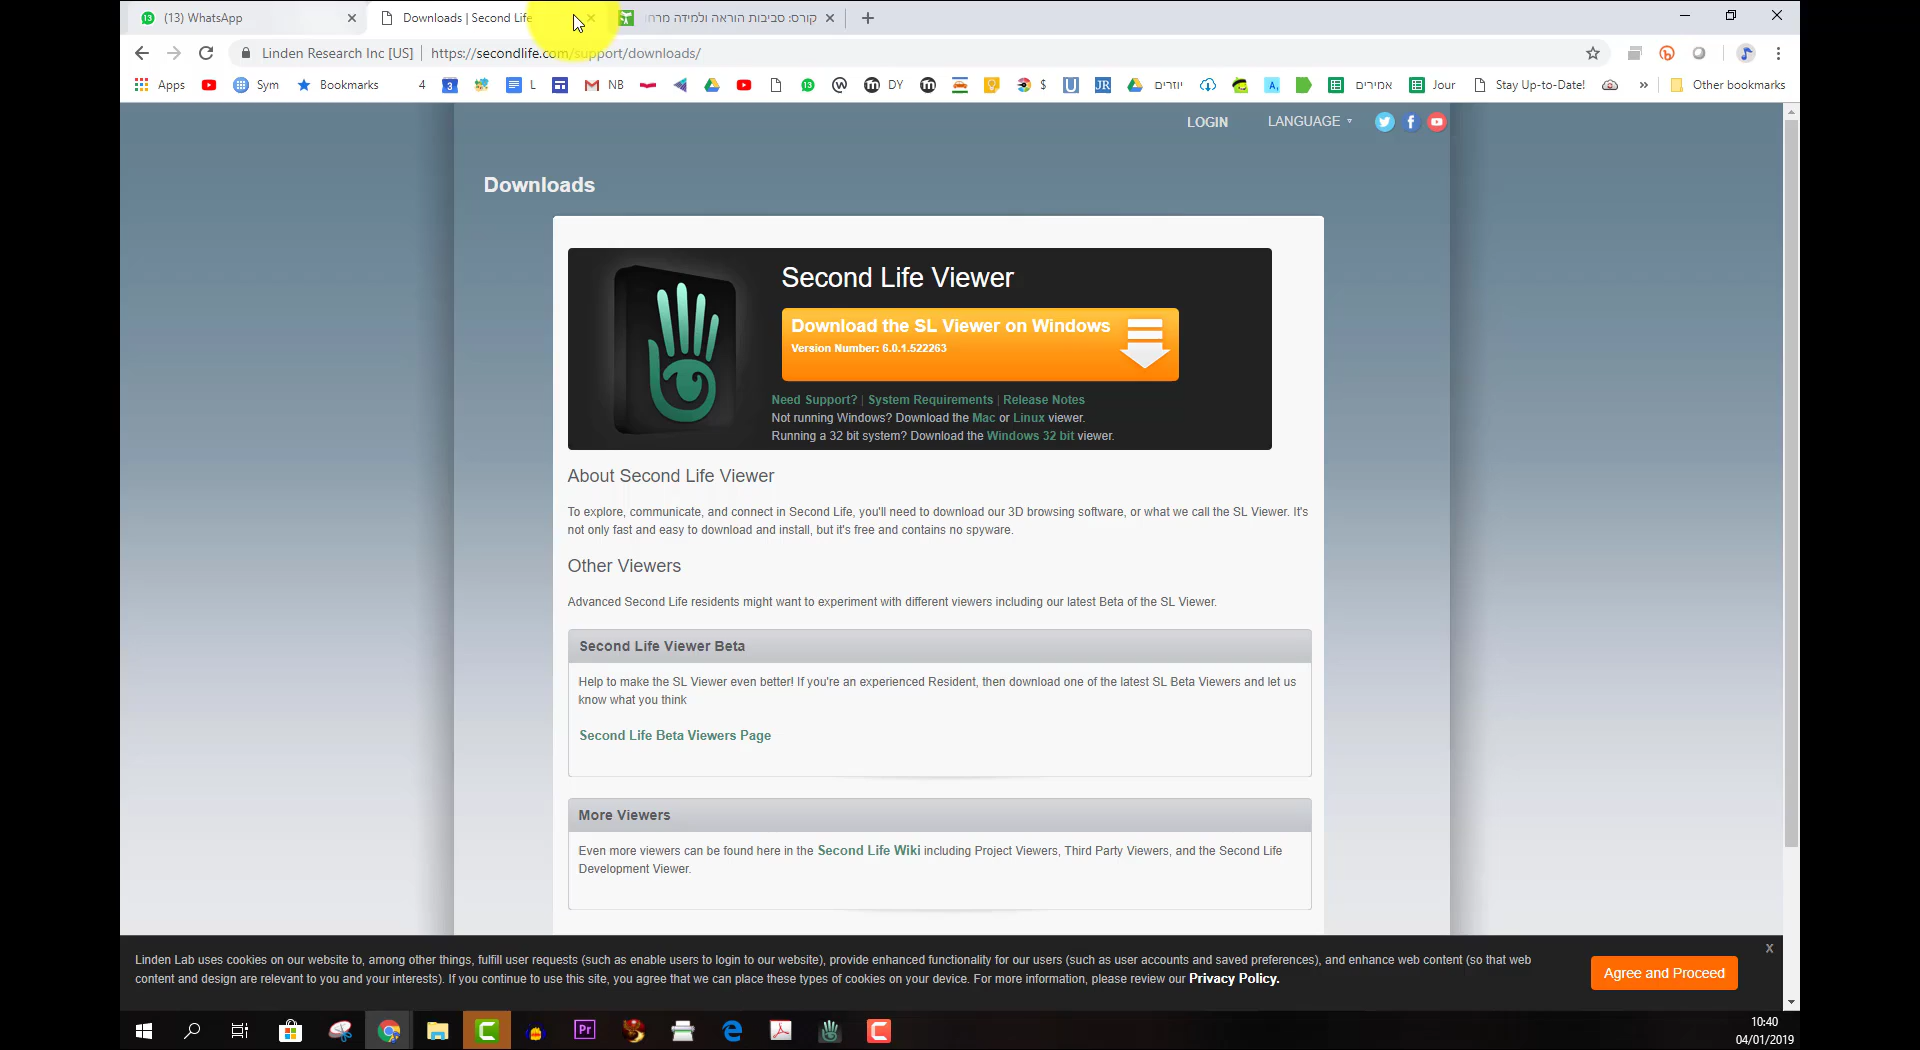 (13) WhatsApp
Downloads | Second Life
קורס: סביבות הוראה ולמידה מרחו
Linden Research Inc [US] | https://secondlife.com/support/downloads/
Apps Sym Bookmarks 4 3 L NB 13 DY $ U JR יוזרים A, אמירים Jour Stay Up-to-Date! » Other bookmarks
LOGIN LANGUAGE
Downloads
Second Life Viewer
Download the SL Viewer on Windows
Version Number: 6.0.1.522263
Need Support? | System Requirements | Release Notes
Not running Windows? Download the Mac or Linux viewer.
Running a 32 bit system? Download the Windows 32 bit viewer.
About Second Life Viewer
To explore, communicate, and connect in Second Life, you'll need to download our 3D browsing software, or what we call the SL Viewer. It's
not only fast and easy to download and install, but it's free and contains no spyware.
Other Viewers
Advanced Second Life residents might want to experiment with different viewers including our latest Beta of the SL Viewer.
Second Life Viewer Beta
Help to make the SL Viewer even better! If you're an experienced Resident, then download one of the latest SL Beta Viewers and let us
know what you think
Second Life Beta Viewers Page
More Viewers
Even more viewers can be found here in the Second Life Wiki including Project Viewers, Third Party Viewers, and the Second Life
Development Viewer.
Linden Lab uses cookies on our website to, among other things, fulfill user requests (such as enable users to login to our website), provide enhanced functionality for our users (such as user accounts and saved preferences), and enhance web content (so that web
content and design are relevant to you and your interests). If you continue to use this site, you agree that we can place these types of cookies on your device. For more information, please review our Privacy Policy.
x
Agree and Proceed
Pr
10:40
04/01/2019